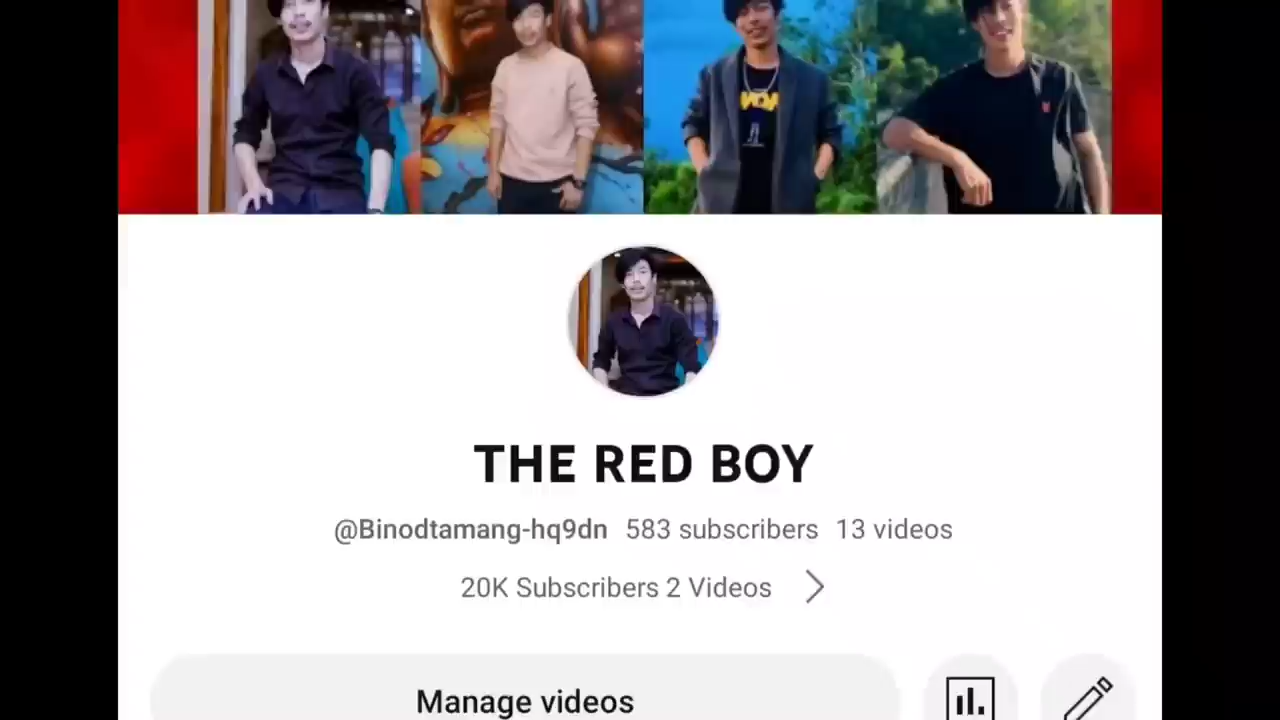 THE RED BOY
@Binodtamang-hq9dn 583 subscribers 13 videos
20K Subscribers 2 Videos
Manage videos